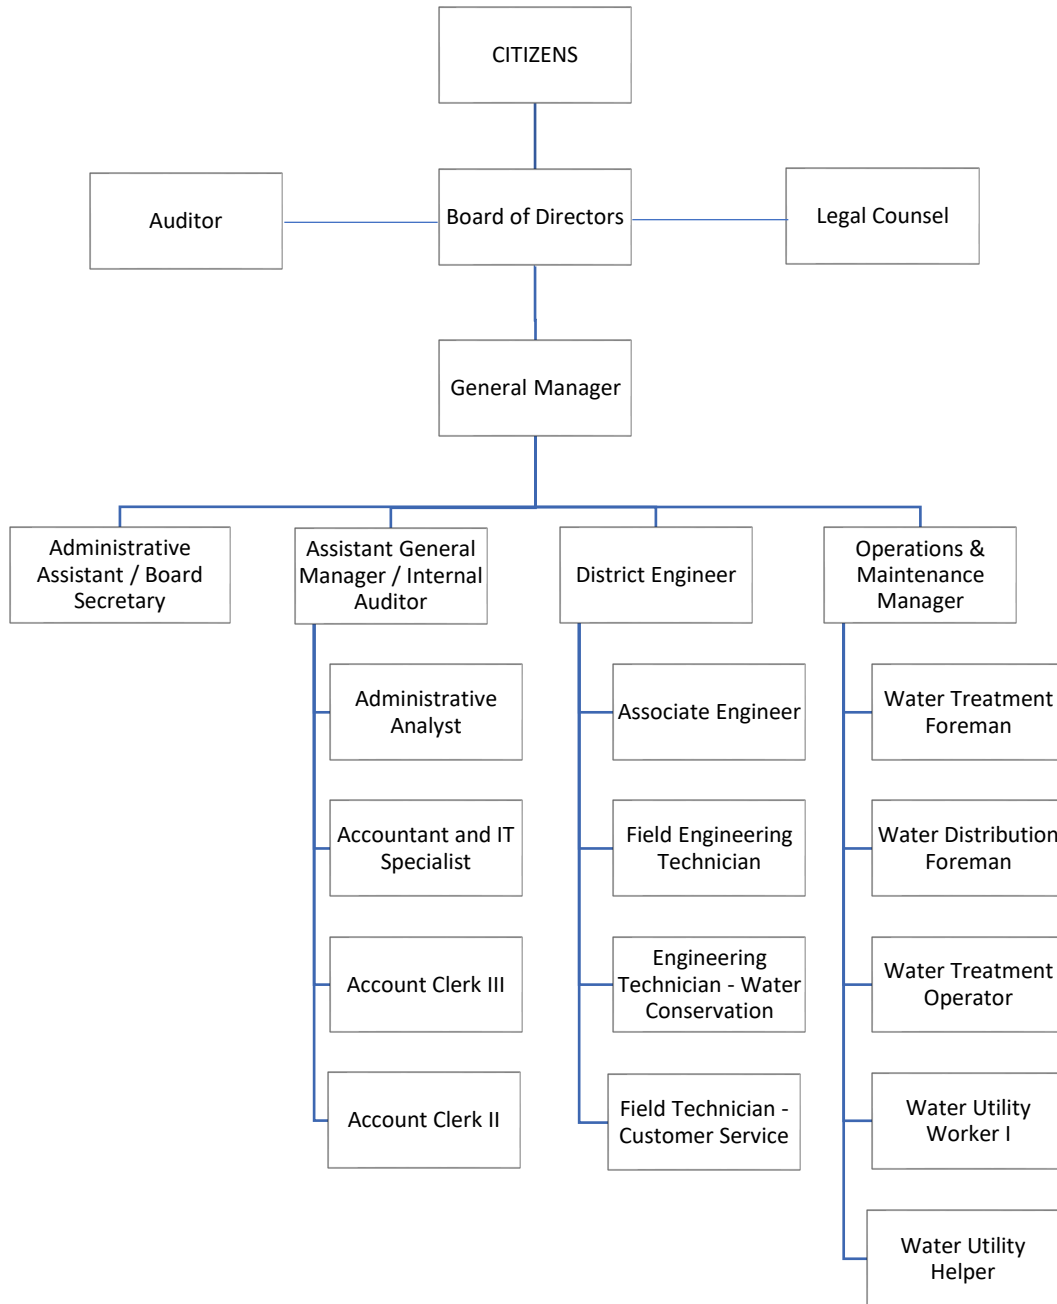 CITIZENS
Auditor
Board of Directors
Legal Counsel
General Manager
Administrative
Assistant / Board
Secretary
Assistant General
Manager / Internal
Auditor
District Engineer
Operations &
Maintenance
Manager
Administrative
Analyst
Accountant and IT
Specialist
Account Clerk III
Account Clerk II
Associate Engineer
Field Engineering
Technician
Engineering
Technician - Water
Conservation
Field Technician -
Customer Service
Water Treatment
Foreman
Water Distribution
Foreman
Water Treatment
Operator
Water Utility
Worker I
Water Utility
Helper